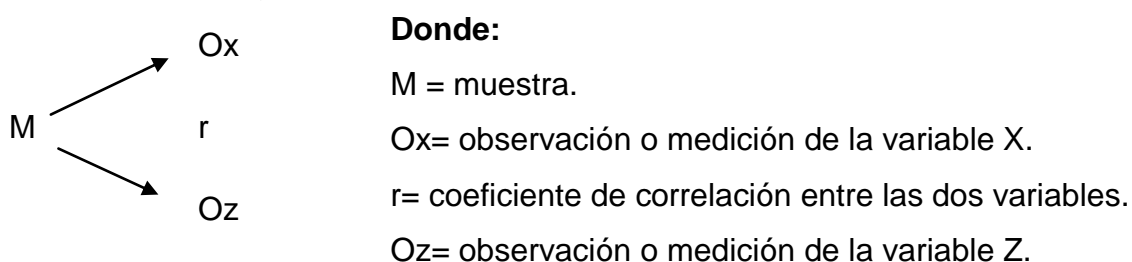 Ox
M
r
Oz
Donde:
M = muestra.
Ox= observación o medición de la variable X.
r= coeficiente de correlación entre las dos variables.
Oz= observación o medición de la variable Z.